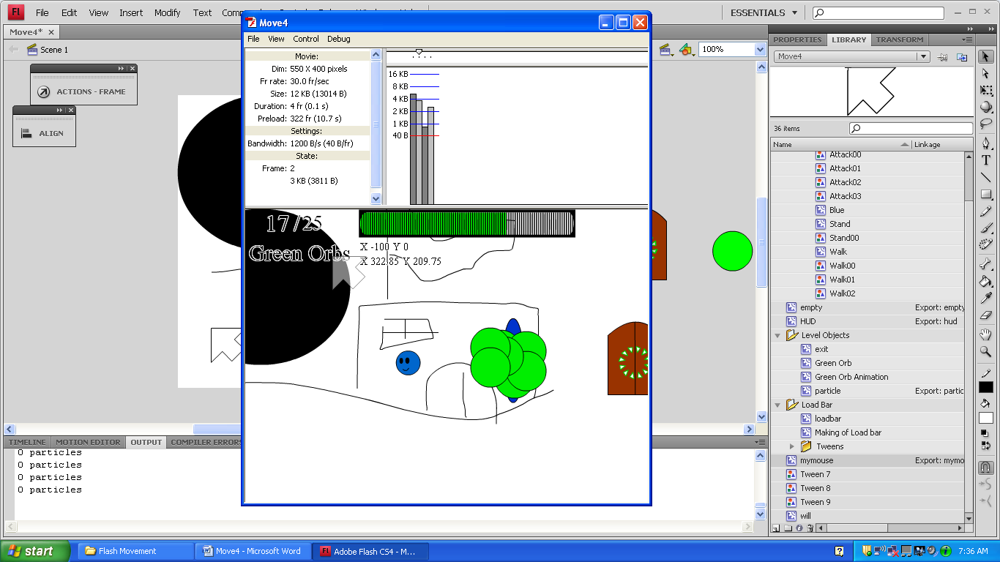 Fl File Edit View Insert Modify Text
ESSENTIALS
Move4*
Scene 1
100%
ACTIONS - FRAME
ALIGN
Move4
File View Control Debug
Movie:
Dim: 550 X 400 pixels
Fr rate: 30.0 fr/sec
Size: 12 KB (13014 B)
Duration: 4 fr (0.1 s)
Preload: 322 fr (10.7 s)
Settings:
Bandwidth: 1200 B/s (40 B/fr)
State:
Frame: 2
3 KB (3811 B)
16 KB
8 KB
4 KB
2 KB
1 KB
40 B
17/25
Green Orbs
X -100 Y 0
X 322.85 Y 209.75
PROPERTIES LIBRARY TRANSFORM
Move4
36 items
Name Linkage
Attack00
Attack01
Attack02
Attack03
Blue
Stand
Stand00
Walk
Walk00
Walk01
Walk02
empty Export: empty
HUD Export: hud
Level Objects
exit
Green Orb
Green Orb Animation
particle Export: partic
Load Bar
loadbar
Making of Load bar
Tweens
mymouse Export: mymo
Tween 7
Tween 8
Tween 9
will
T
TIMELINE MOTION EDITOR OUTPUT COMPILER ERRORS
0 particles
0 particles
0 particles
0 particles
start
Flash Movement
Move4 - Microsoft Word
Fl Adobe Flash CS4 - M...
7:36 AM